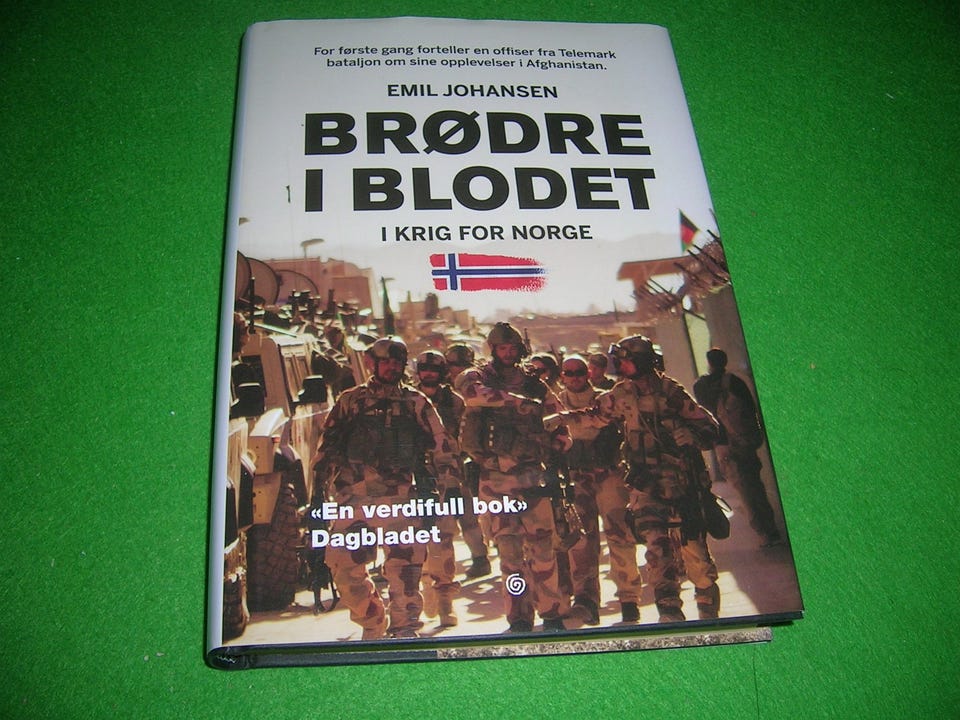 For første gang forteller en offiser fra Telemark
bataljon om sine opplevelser i Afghanistan.
EMIL JOHANSEN
BRØDRE
I BLODET
I KRIG FOR NORGE
«En verdifull bok»
Dagbladet